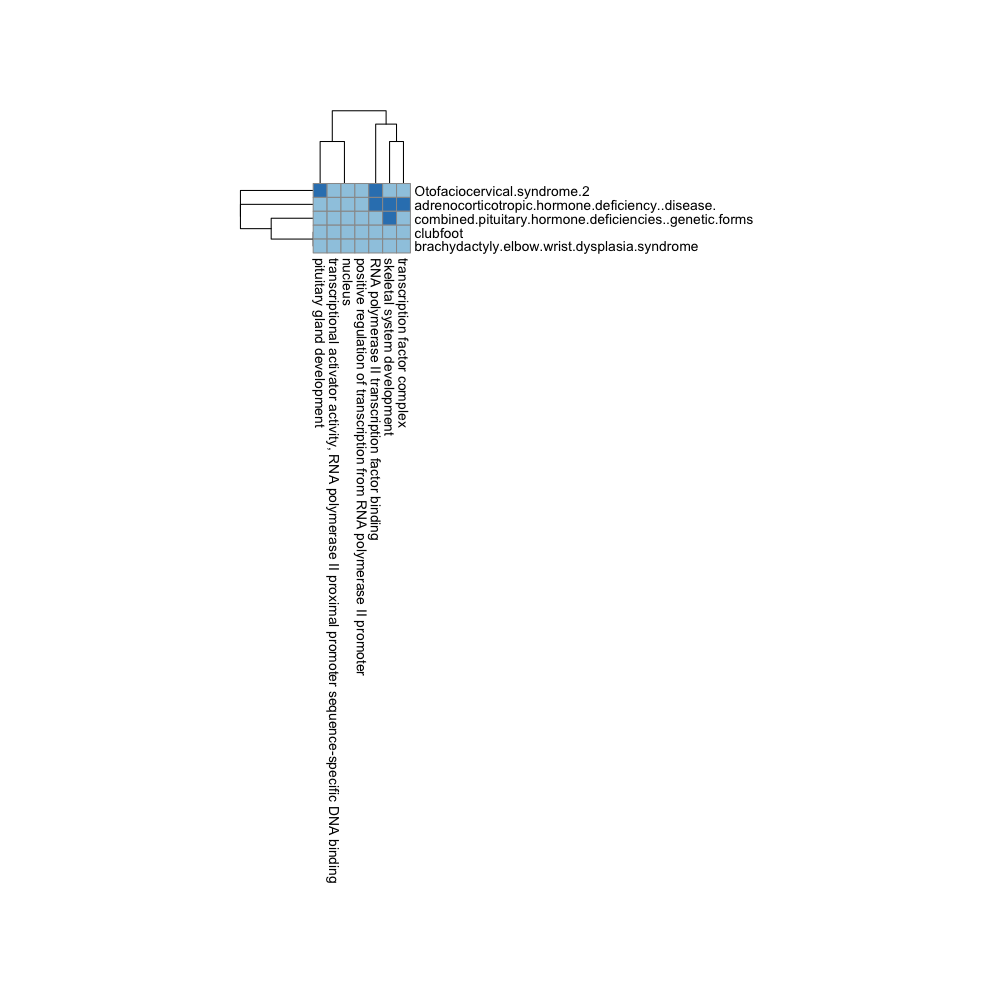 Otofaciocervical.syndrome.2
adrenocorticotropic.hormone.deficiency..disease.
combined.pituitary.hormone.deficiencies..genetic.forms
clubfoot
brachydactyly.elbow.wrist.dysplasia.syndrome
pituitary gland development
transcriptional activator activity, RNA polymerase II proximal promoter sequence-specific DNA binding
nucleus
positive regulation of transcription from RNA polymerase II promoter
RNA polymerase II transcription factor binding
skeletal system development
transcription factor complex